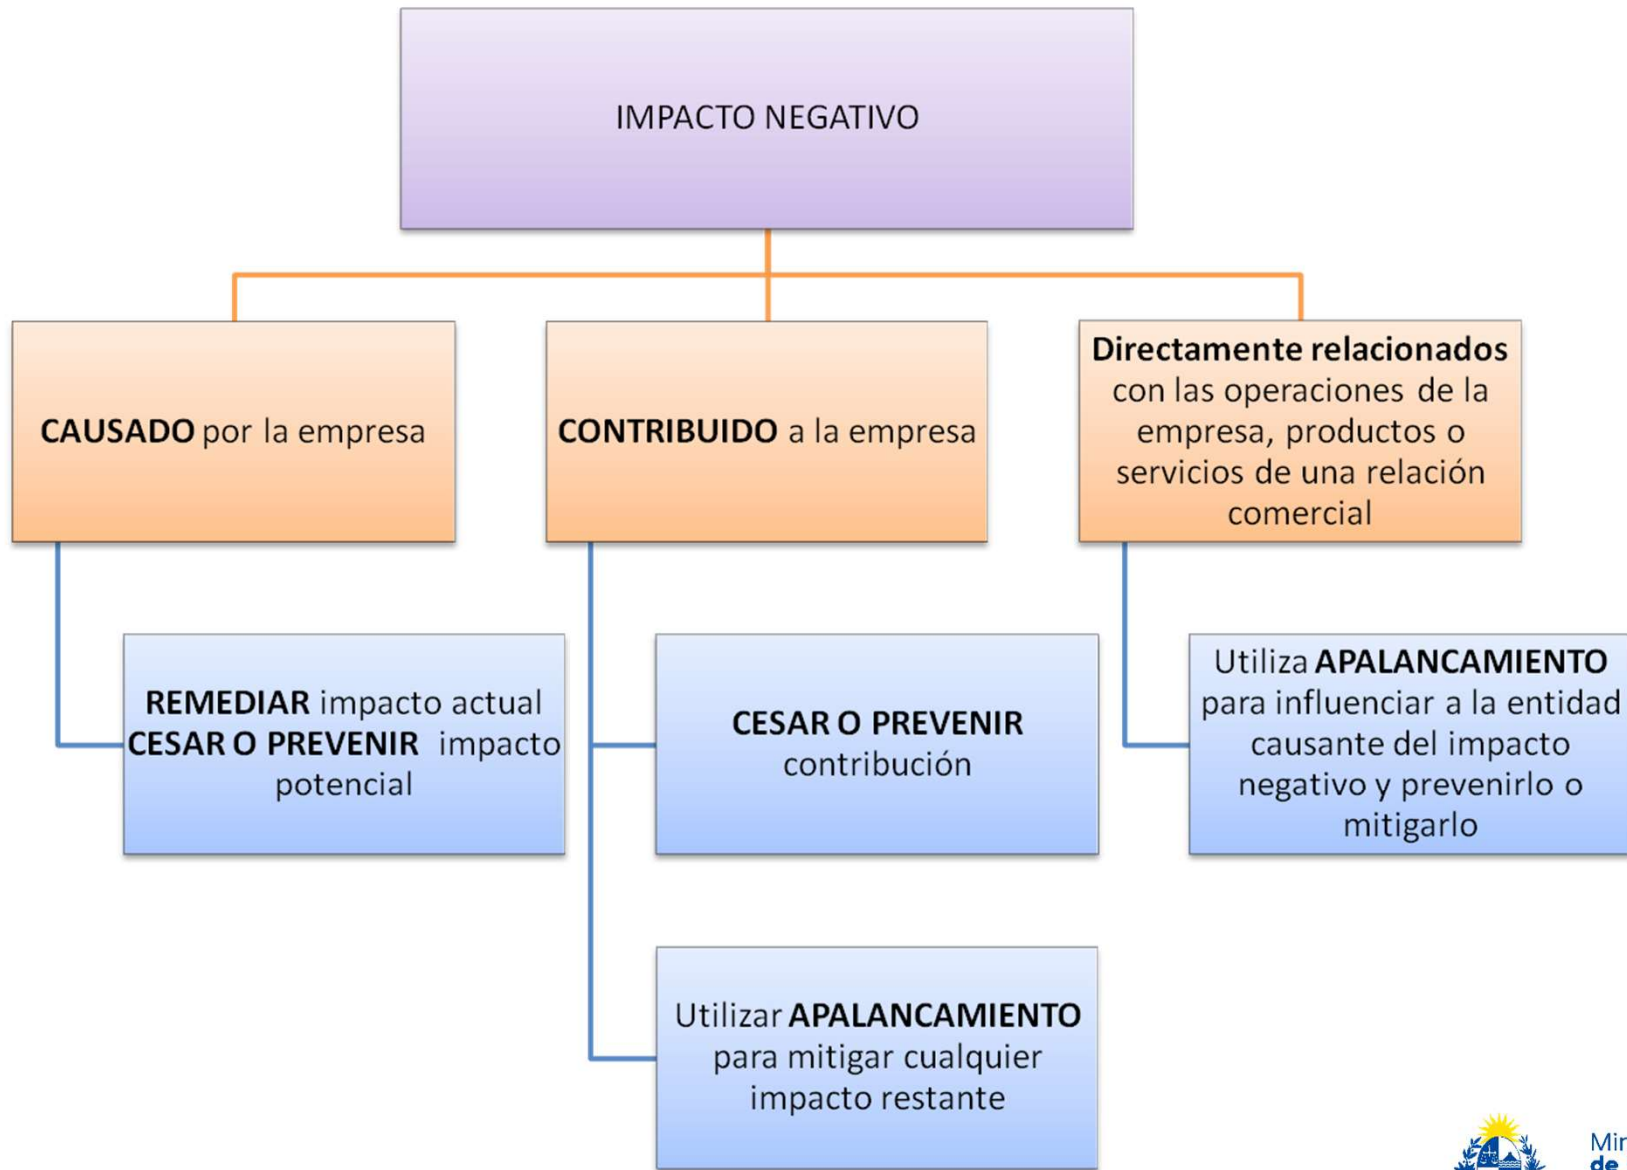 IMPACTO NEGATIVO
CAUSADO por la empresa
CONTRIBUIDO a la empresa
Directamente relacionados
con las operaciones de la
empresa, productos o
servicios de una relación
comercial
REMEDIAR impacto actual
CESAR O PREVENIR impacto
potencial
CESAR O PREVENIR
contribución
Utiliza APALANCAMIENTO
para influenciar a la entidad
causante del impacto
negativo y prevenirlo o
mitigarlo
Utilizar APALANCAMIENTO
para mitigar cualquier
impacto restante
de